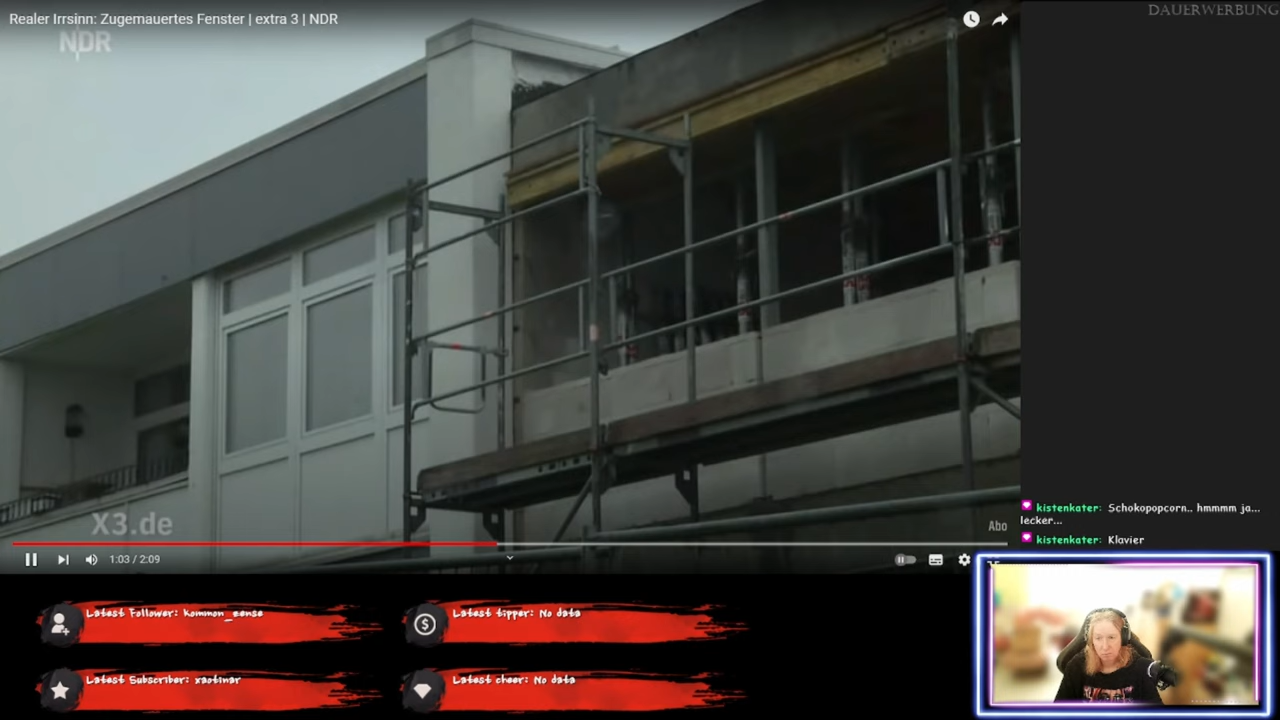 Realer Irrsinn: Zugemauertes Fenster | extra 3 | NDR
DAUERWERBUNG
NDR
X3.de
Abo
1:03 / 2:09
kistenkater: Schokopopcorn.. hmmmm ja...
lecker...
kistenkater: Klavier
Latest Follower: Kommon_zense
Latest tipper: No data
Latest Subscriber: xaotinar
Latest cheer: No data